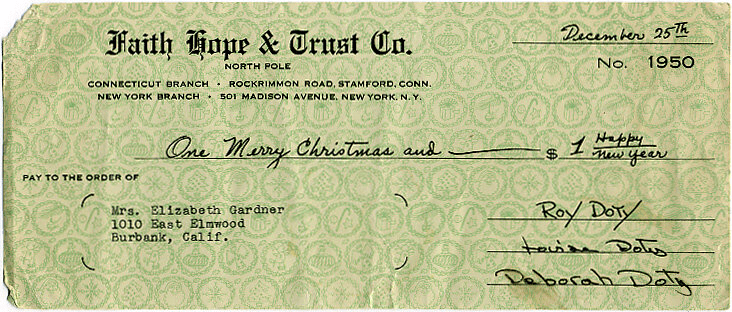 Faith Hope & Trust Co.
NORTH POLE
CONNECTICUT BRANCH • ROCKRIMMON ROAD, STAMFORD, CONN.
NEW YORK BRANCH • 501 MADISON AVENUE, NEW YORK, N.Y.
December 25th
No. 1950
One Merry Christmas and $ 1 Happy
New Year
PAY TO THE ORDER OF
Mrs. Elizabeth Gardner
1010 East Elmwood
Burbank, Calif.
Roy Doty
Louisa Doty
Deborah Doty